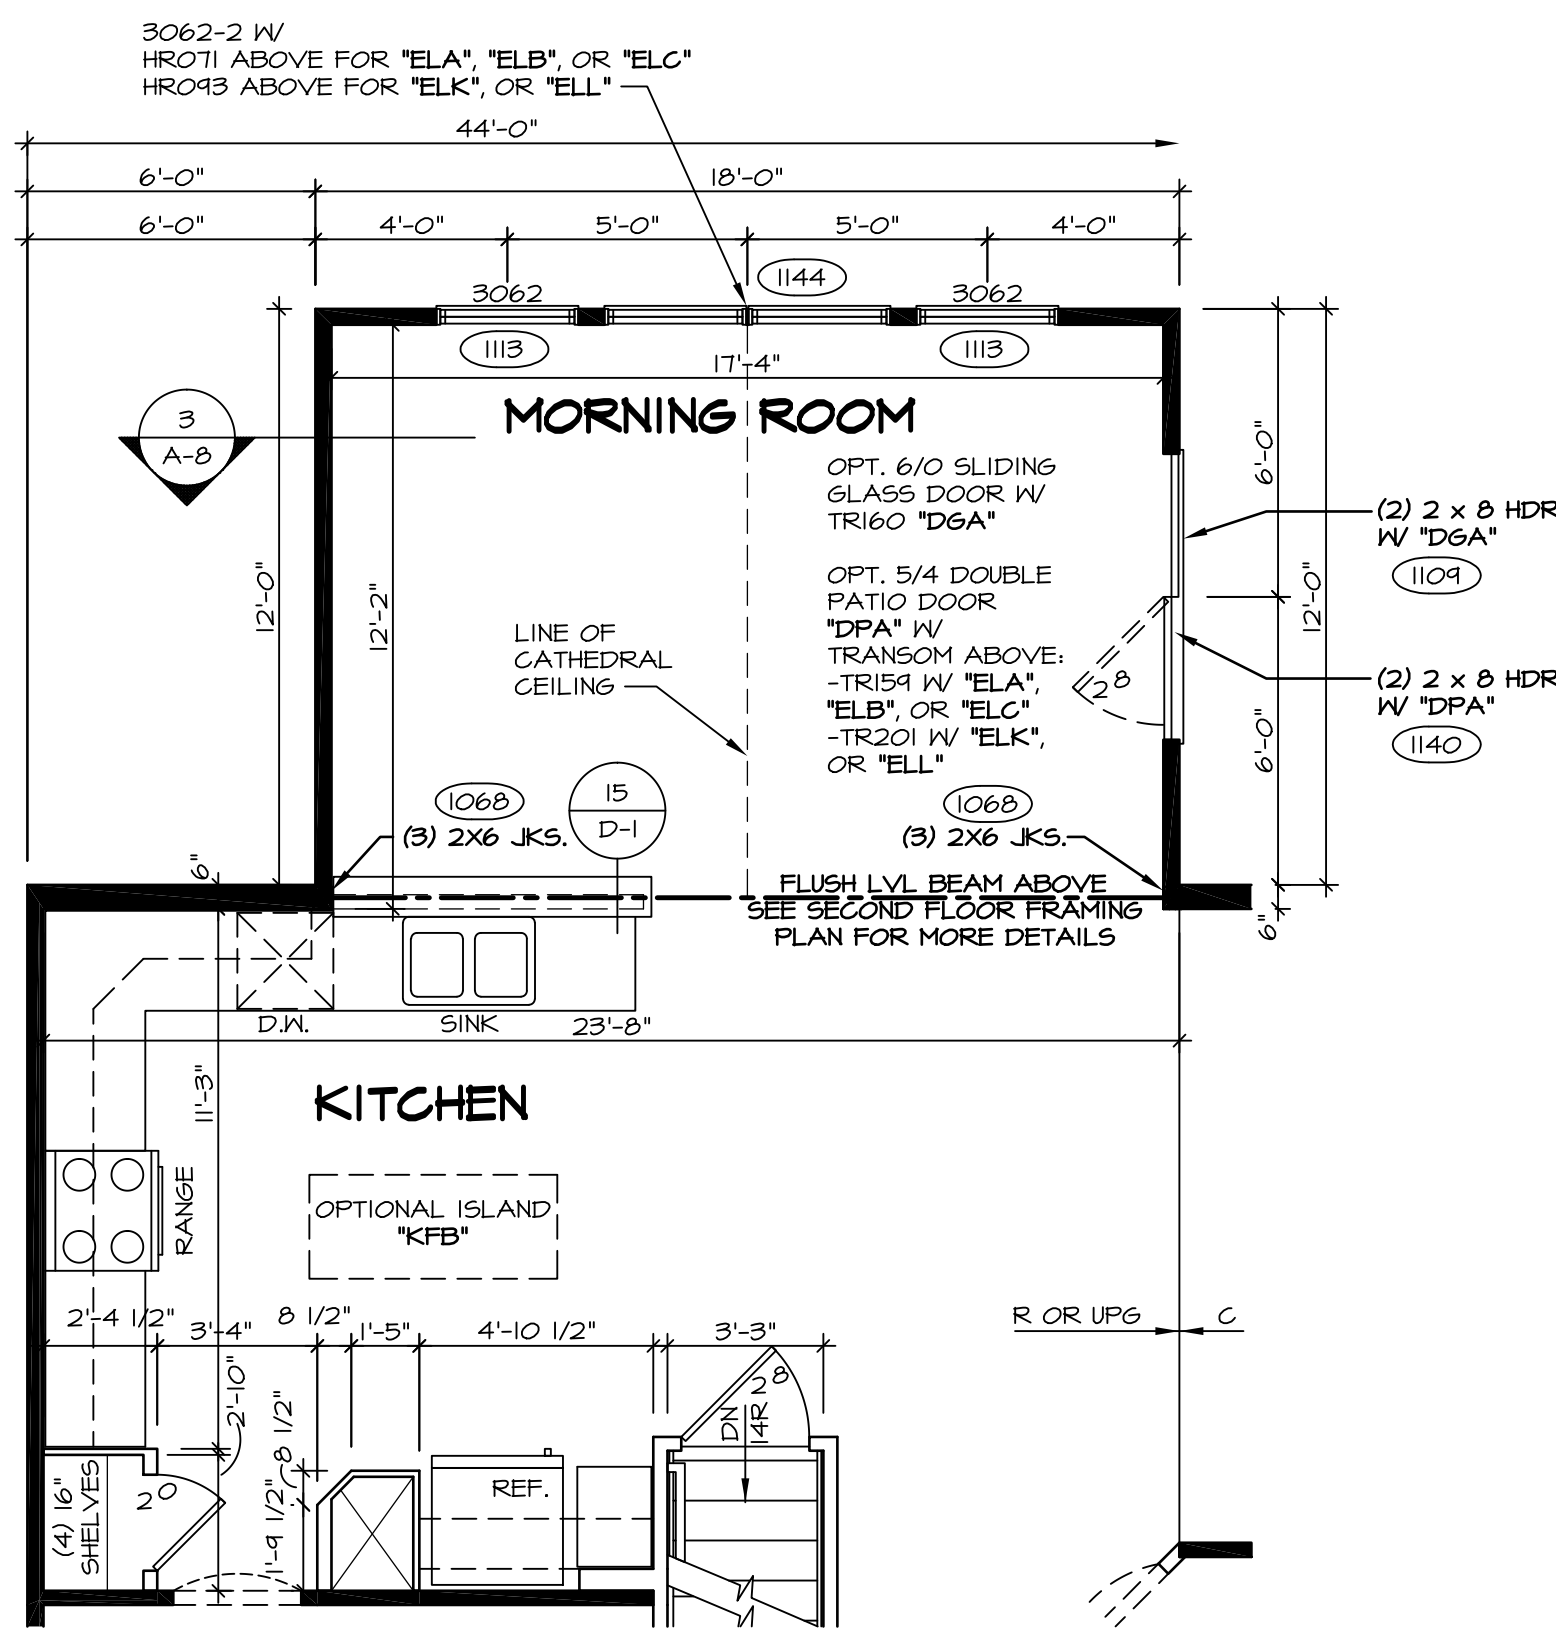 3062-2 W/
HR071 ABOVE FOR "ELA", "ELB", OR "ELC"
HR093 ABOVE FOR "ELK", OR "ELL"
44'-0"
6'-0"
18'-0"
6'-0"
4'-0"
5'-0"
5'-0"
4'-0"
1144
3062
3062
1113
1113
17'-4"
MORNING ROOM
3
A-8
OPT. 6/0 SLIDING
GLASS DOOR W/
TR160 "DGA"
6'-0"
(2) 2 x 8 HDR
W/ "DGA"
1109
12'-0"
12'-2"
12'-0"
OPT. 5/4 DOUBLE
PATIO DOOR
"DPA" W/
TRANSOM ABOVE:
-TR159 W/ "ELA",
"ELB", OR "ELC"
-TR201 W/ "ELK",
OR "ELL"
LINE OF
CATHEDRAL
CEILING
2 8
(2) 2 x 8 HDR
W/ "DPA"
1140
6'-0"
1068
(3) 2X6 JKS.
15
D-1
1068
(3) 2X6 JKS.
6"
FLUSH LVL BEAM ABOVE
SEE SECOND FLOOR FRAMING
PLAN FOR MORE DETAILS
6"
D.W.
SINK
23'-8"
11'-3"
KITCHEN
RANGE
OPTIONAL ISLAND
"KFB"
R OR UPG
C
2'-4 1/2"
3'-4"
8 1/2"
1'-5"
4'-10 1/2"
3'-3"
2'-10"
8 1/2"
2 8
DN
14R
(4) 16"
SHELVES
2 0
1'-9 1/2"
REF.